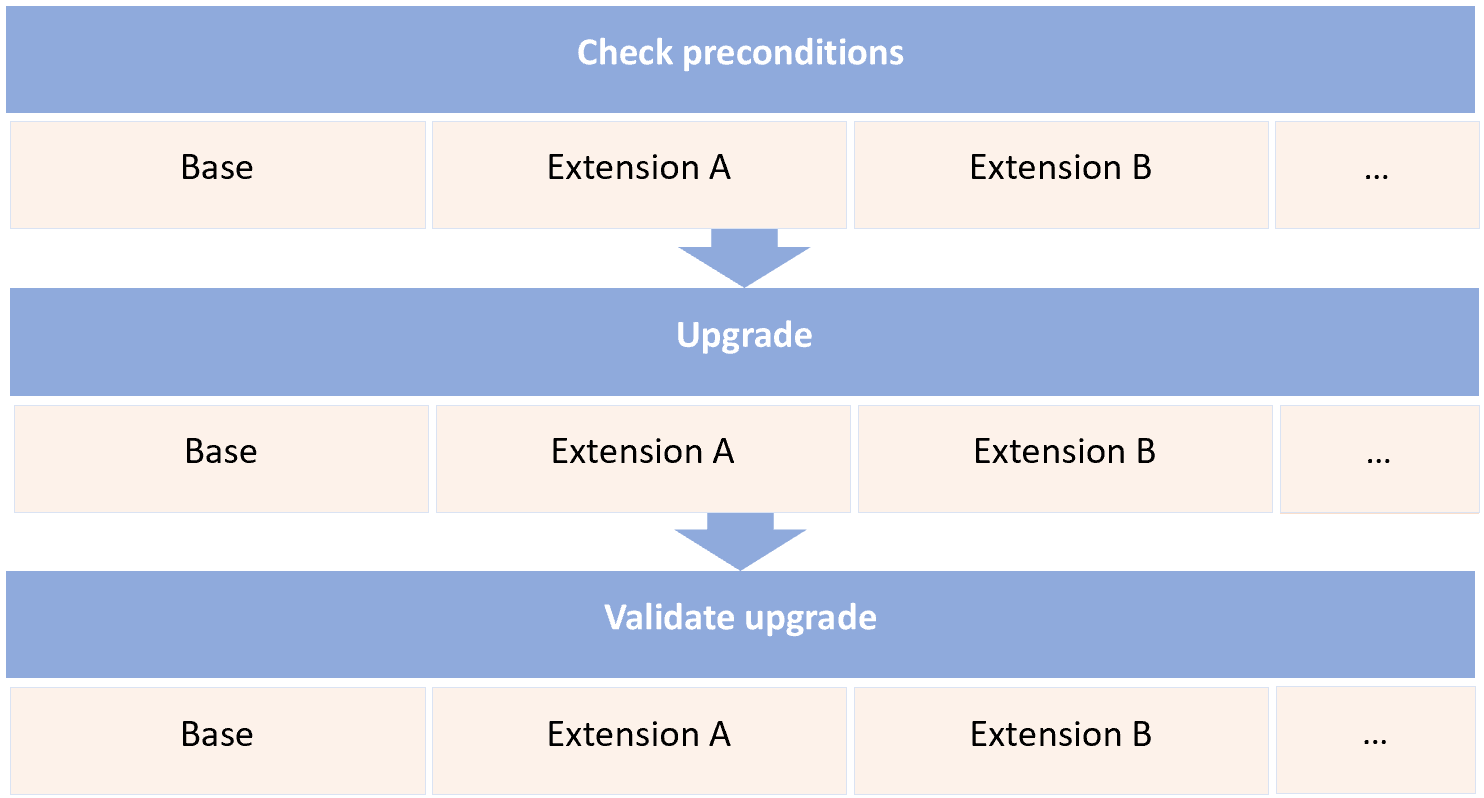 Check preconditions
Base Extension A Extension B ...
Upgrade
Base Extension A Extension B ...
Validate upgrade
Base Extension A Extension B ...